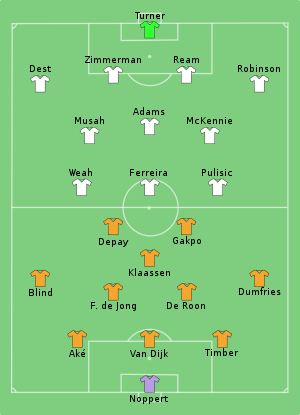 Turner
Zimmerman Ream
Dest Robinson
Adams
Musah McKennie
Weah Ferreira Pulisic
Depay Gakpo
Klaassen
Blind Dumfries
F. de Jong De Roon
Aké Van Dijk Timber
Noppert